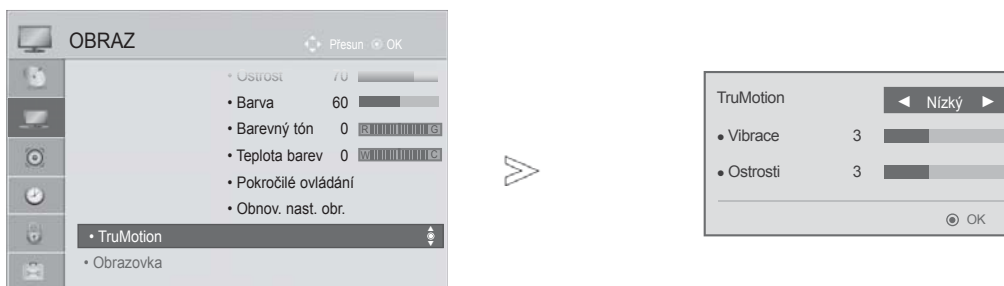 OBRAZ
Přesun OK
• Ostrost 70
• Barva 60
• Barevný tón 0 R G
• Teplota barev 0 W C
• Pokročilé ovládání
• Obnov. nast. obr.
• TruMotion
• Obrazovka
TruMotion ◄ Nízký ►
• Vibrace 3
• Ostrosti 3
OK